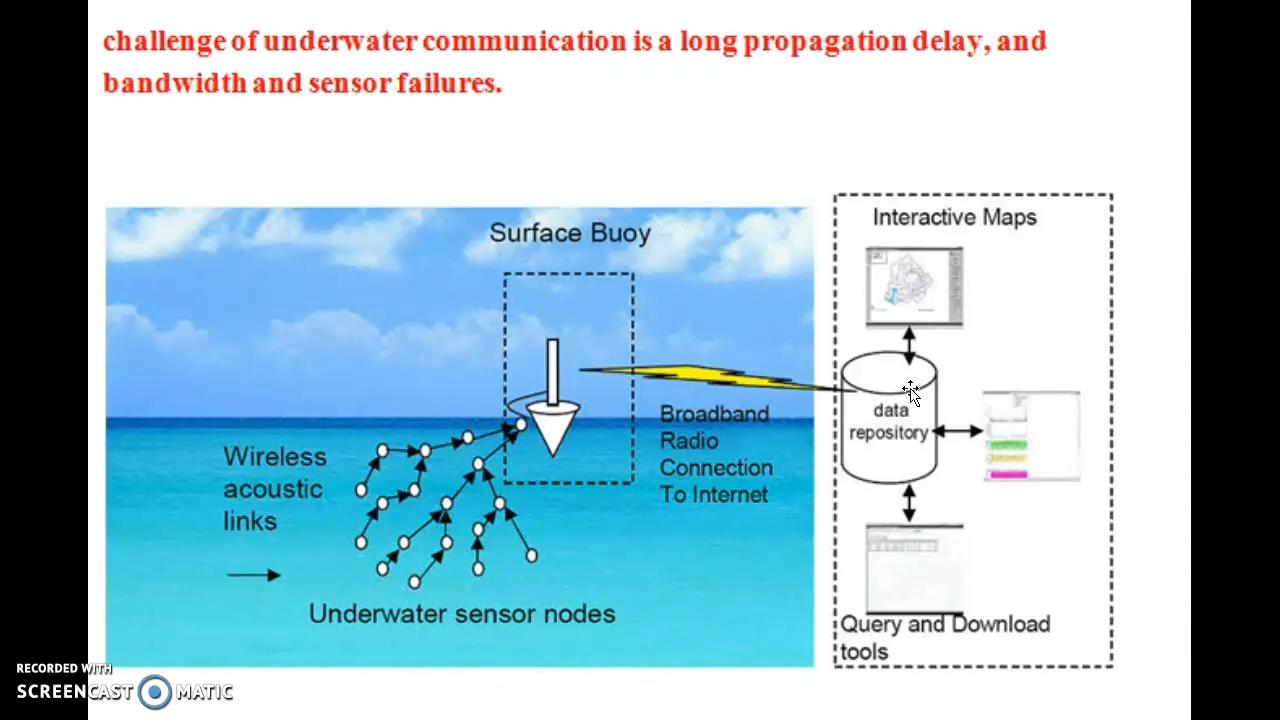 challenge of underwater communication is a long propagation delay, and
bandwidth and sensor failures.
Surface Buoy
Interactive Maps
Broadband
Radio
Connection
To Internet
data
repository
Wireless
acoustic
links
Underwater sensor nodes
Query and Download
tools
RECORDED WITH
SCREENCAST MATIC